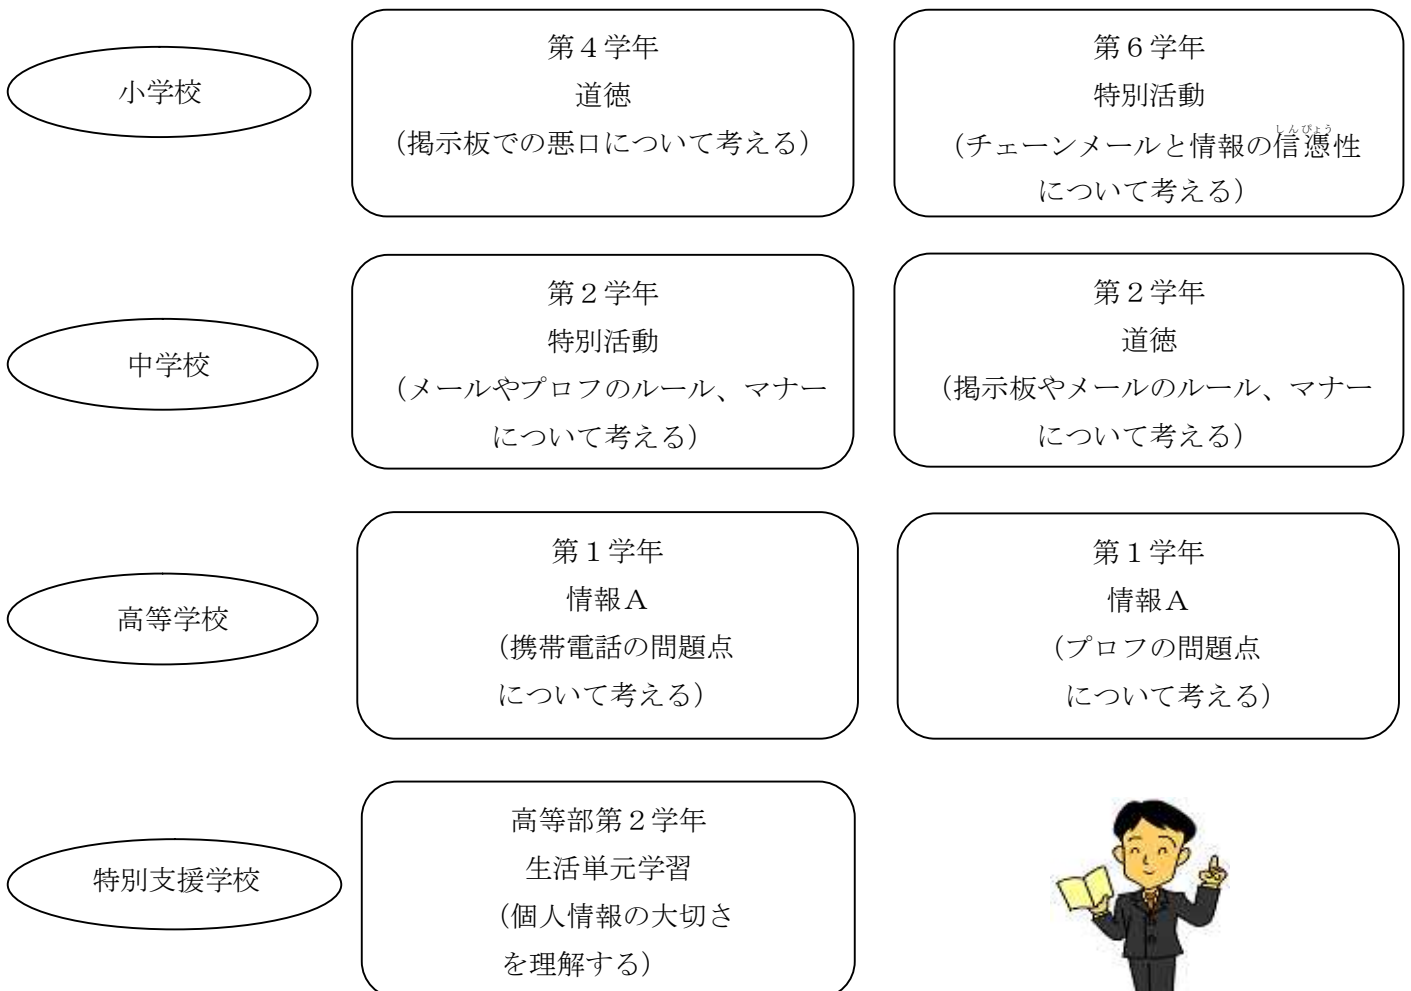 小学校
第４学年
道徳
（掲示板での悪口について考える）
第６学年
特別活動
しんぴょう
（チェーンメールと情報の信憑性
について考える）
中学校
第２学年
特別活動
（メールやプロフのルール、マナー
について考える）
第２学年
道徳
（掲示板やメールのルール、マナー
について考える）
高等学校
第１学年
情報Ａ
（携帯電話の問題点
について考える）
第１学年
情報Ａ
（プロフの問題点
について考える）
特別支援学校
高等部第２学年
生活単元学習
（個人情報の大切さ
を理解する）